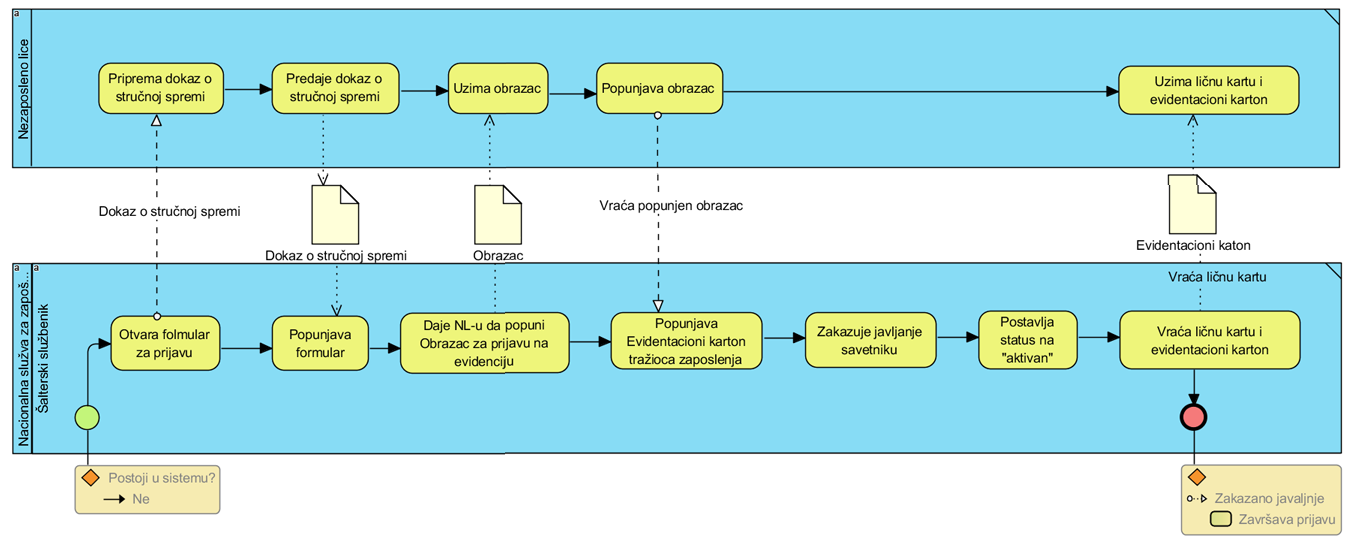 a
Nezaposleno lice
Priprema dokaz o
stručnoj spremi
Predaje dokaz o
stručnoj spremi
Uzima obrazac
Popunjava obrazac
Uzima ličnu kartu i
evidentacioni karton
Dokaz o stručnoj spremi
Dokaz o stručnoj spremi
Obrazac
Vraća popunjen obrazac
Evidentacioni katon
Vraća ličnu kartu
a
a
Nacionalna služva za zapoš...
Šalterski službenik
Otvara folmular
za prijavu
Popunjava
formular
Daje NL-u da popuni
Obrazac za prijavu na
evidenciju
Popunjava
Evidentacioni karton
tražioca zaposlenja
Zakazuje javljanje
savetniku
Postavlja
status na
"aktivan"
Vraća ličnu kartu i
evidentacioni karton
Postoji u sistemu?
Ne
Zakazano javaljnje
Završava prijavu